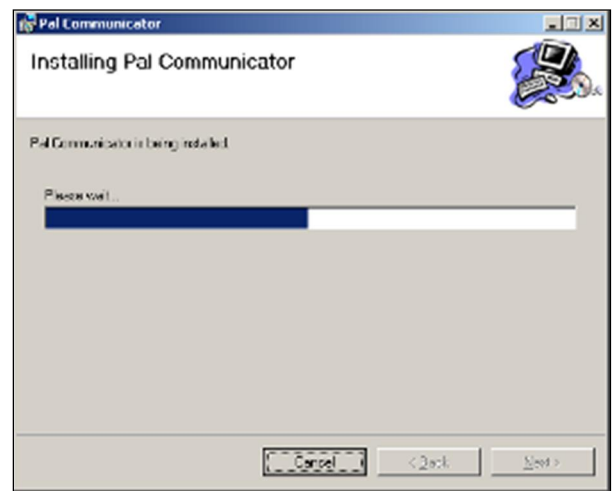 Pal Communicator
Installing Pal Communicator
Pal Communicator is being installed.
Please wait...
Cancel
< Back
Next >